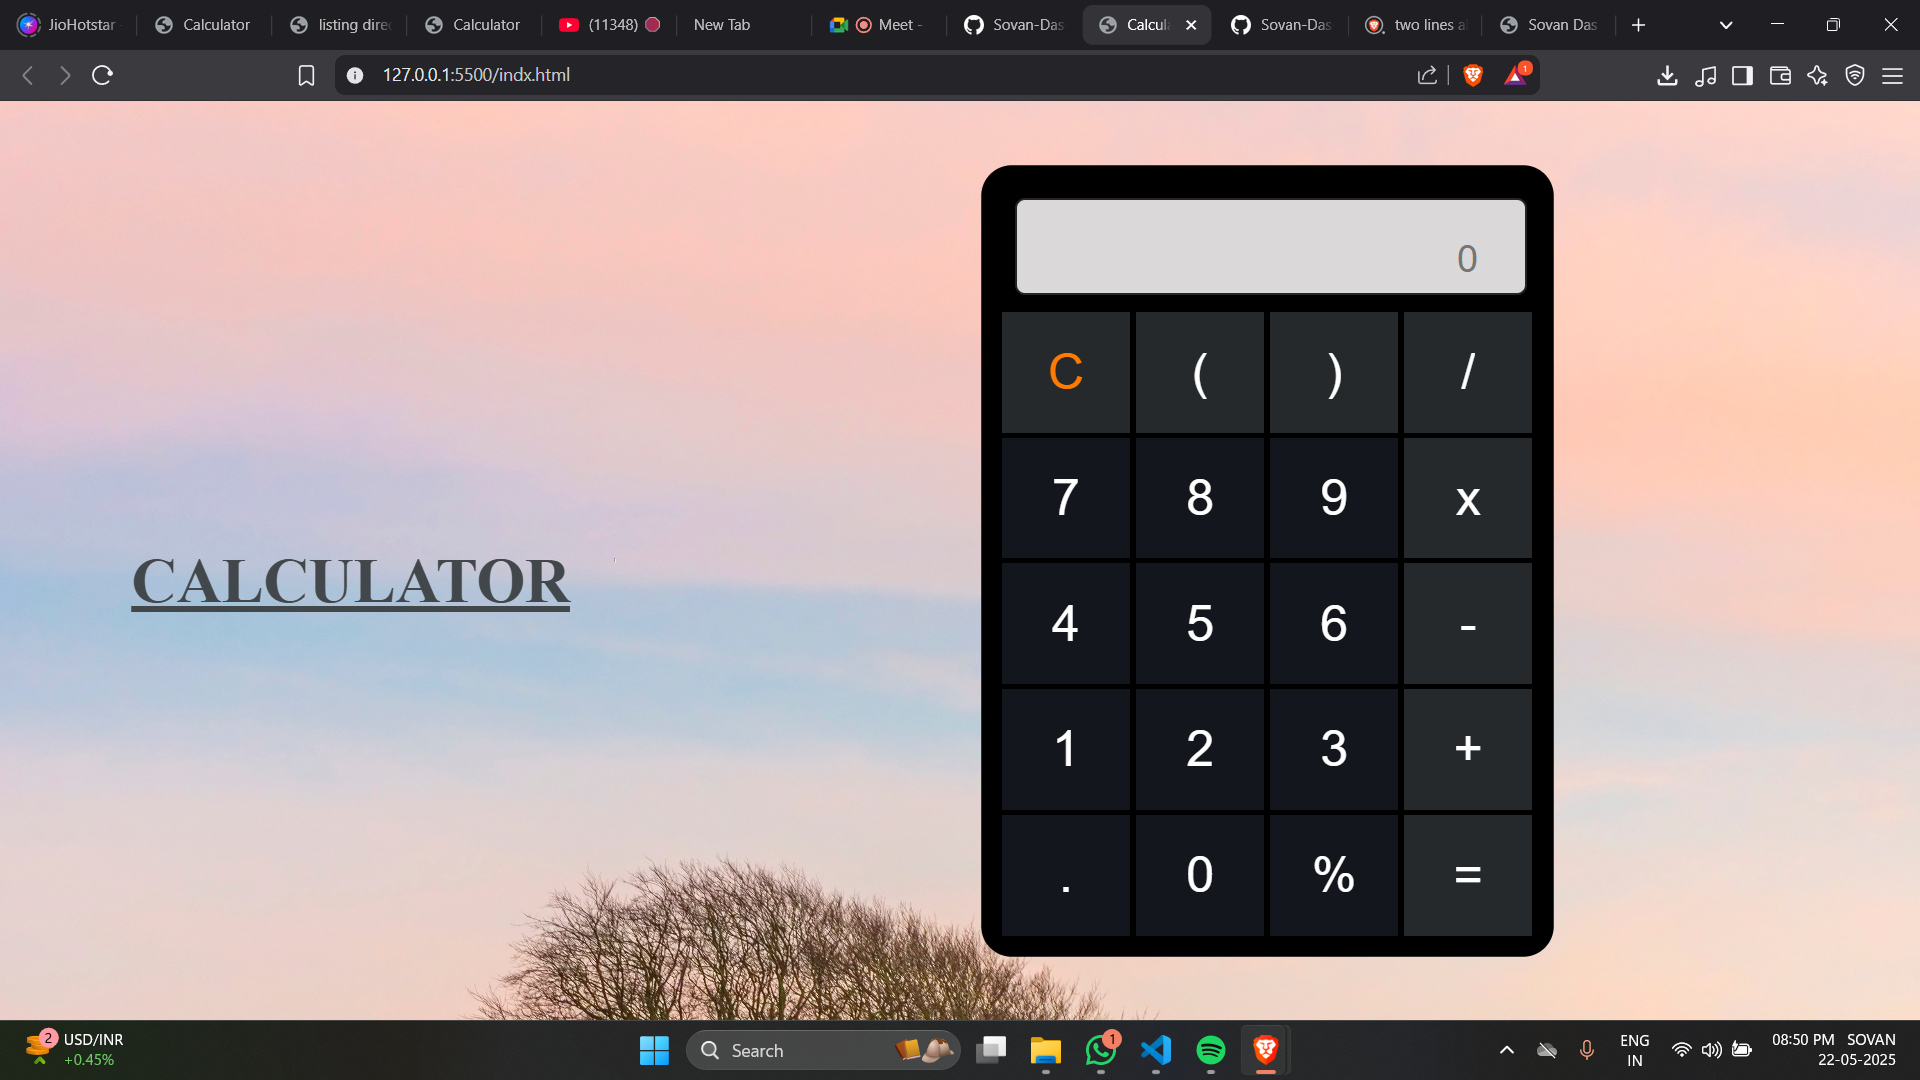 JioHotstar
Calculator
listing dire
Calculator
(11348)
New Tab
Meet -
Sovan-Das
Calcul
Sovan-Das
two lines a
Sovan Das
127.0.0.1:5500/indx.html
1
0
C ( ) /
7 8 9 x
CALCULATOR
4 5 6 -
1 2 3 +
. 0 % =
2
USD/INR
+0.45%
Search
1
ENG
IN
08:50 PM SOVAN
22-05-2025